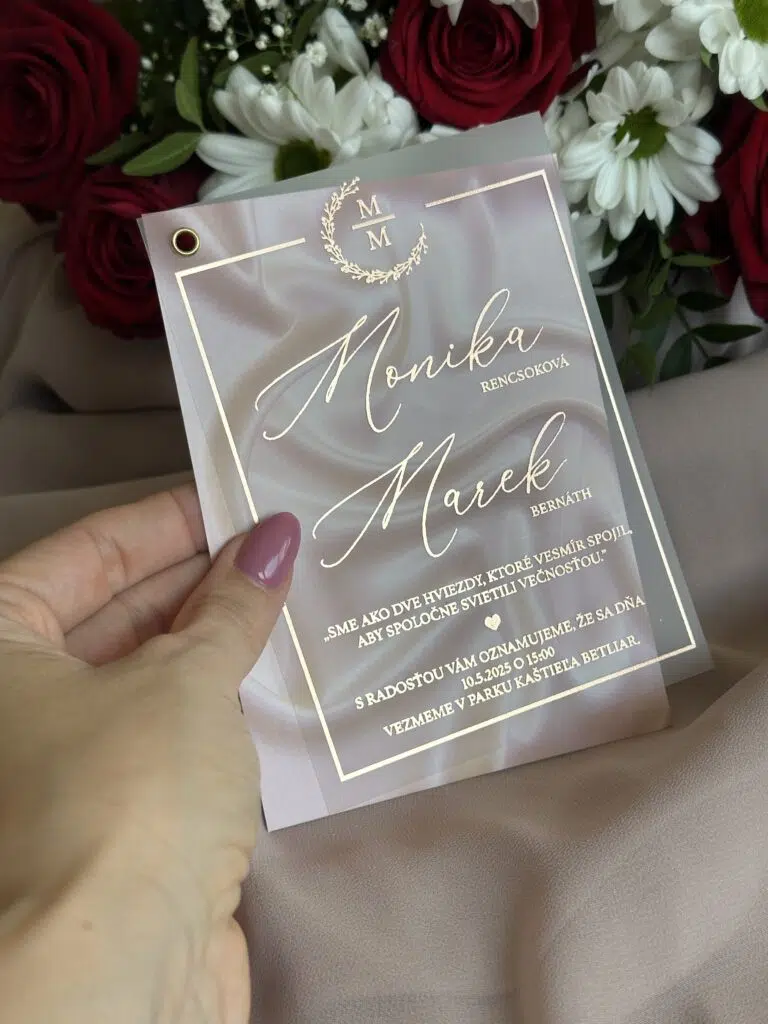 M
M
Monika
RENCSOKOVÁ
Marek
BERNÁTH
„SME AKO DVE HVIEZDY, KTORÉ VESMÍR SPOJIL,
ABY SPOLOČNE SVIETILI VEČNOSŤOU.”
S RADOSŤOU VÁM OZNAMUJEME, ŽE SA DŇA
10.5.2025 O 15:00
VEZMEME V PARKU KAŠTIEĽA BETLIAR.